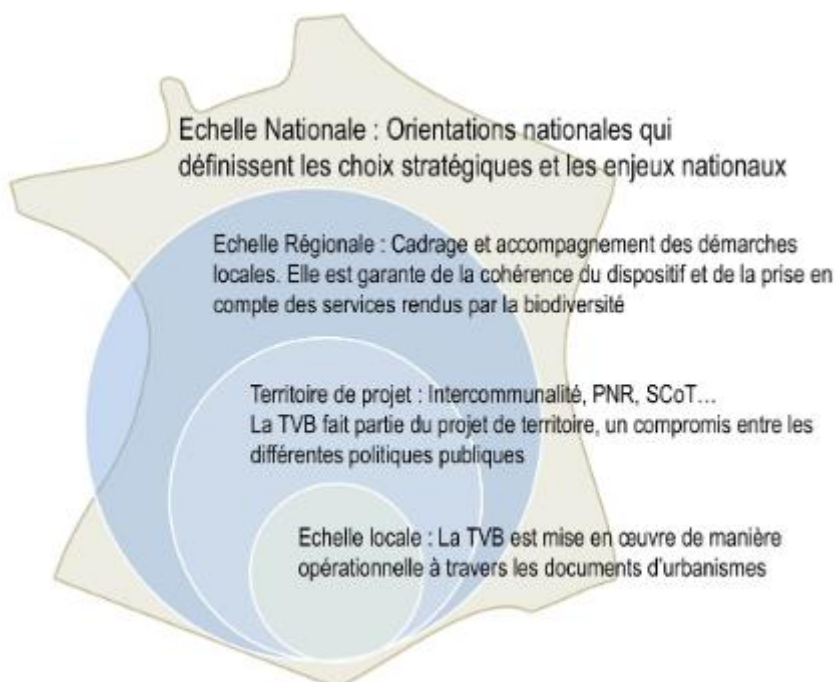 Echelle Nationale : Orientations nationales qui
définissent les choix stratégiques et les enjeux nationaux
Echelle Régionale : Cadrage et accompagnement des démarches
locales. Elle est garante de la cohérence du dispositif et de la prise en
compte des services rendus par la biodiversité
Territoire de projet : Intercommunalité, PNR, SCoT…
La TVB fait partie du projet de territoire, un compromis entre les
différentes politiques publiques
Echelle locale : La TVB est mise en œuvre de manière
opérationnelle à travers les documents d'urbanismes